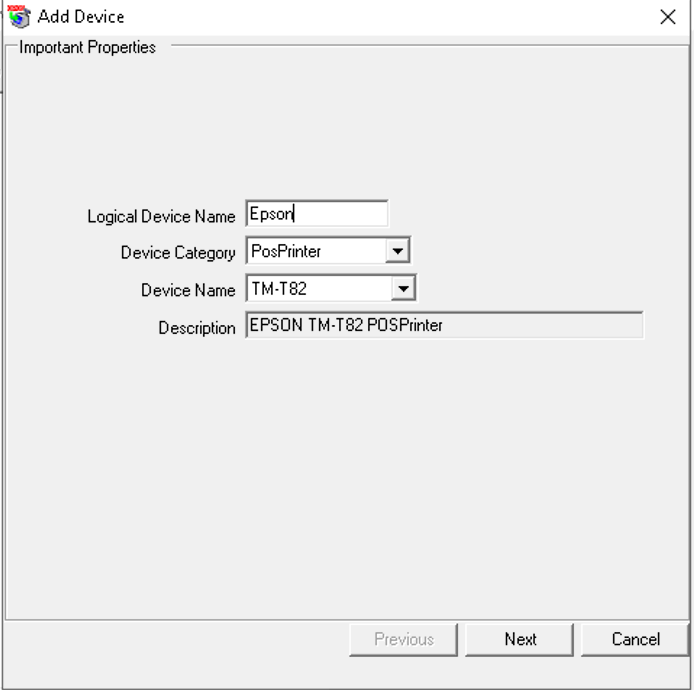 Add Device
Important Properties
Logical Device Name Epson
Device Category PosPrinter
Device Name TM-T82
Description EPSON TM-T82 POSPrinter
Previous Next Cancel